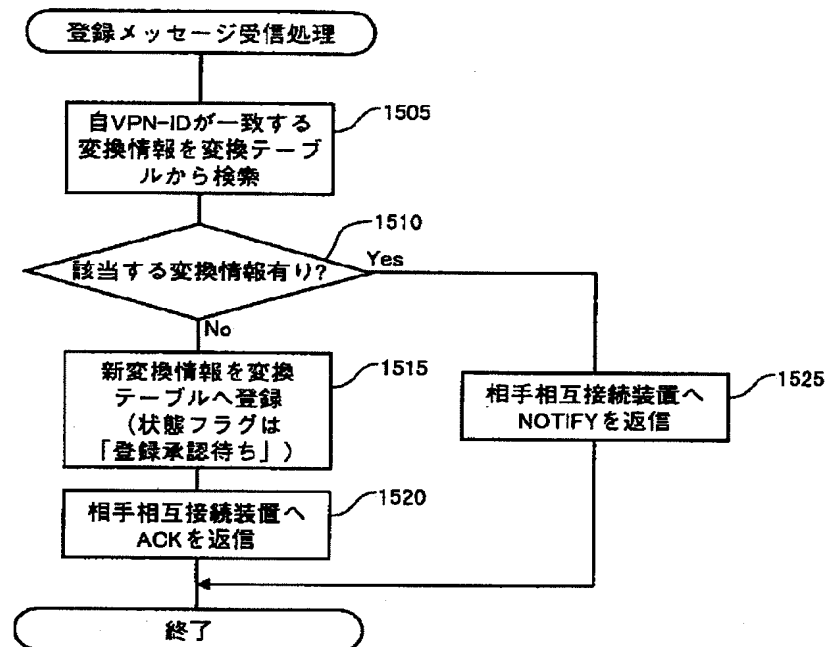 登録メッセージ受信処理
自VPN-IDが一致する
変換情報を変換テーブ
ルから検索
1505
該当する変換情報有り?
1510
Yes
No
新変換情報を変換
テーブルへ登録
(状態フラグは
「登録承認待ち」)
1515
相手相互接続装置へ
NOTIFYを返信
1525
相手相互接続装置へ
ACKを返信
1520
終了